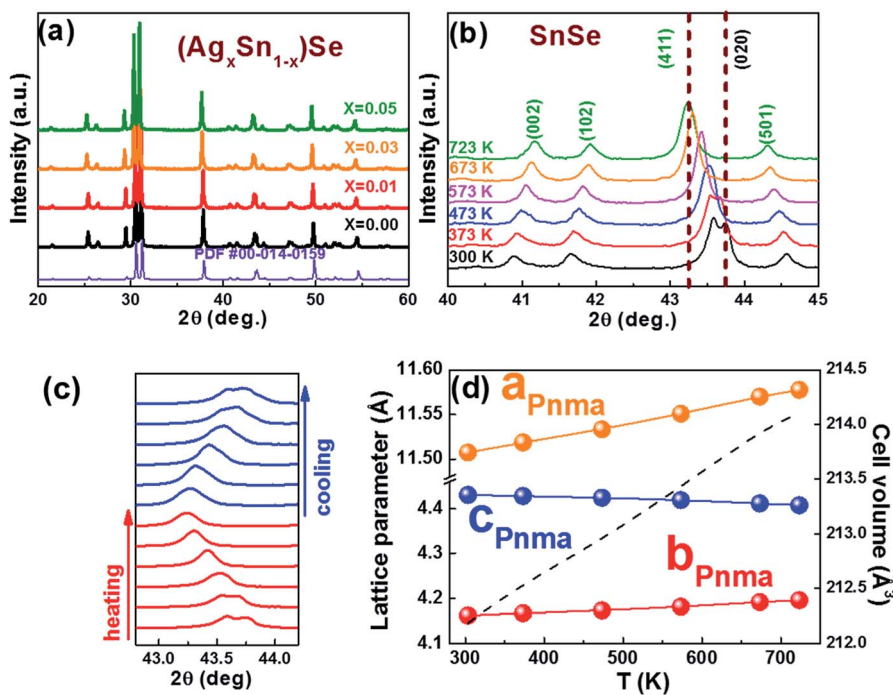 (a)
(AgxSn1-x)Se
X=0.05
X=0.03
X=0.01
X=0.00
PDF #00-014-0159
Intensity (a.u.)
20 30 40 50 60
2θ (deg.)
(b)
SnSe
(411)
(020)
(002)
(102)
(501)
723 K
673 K
573 K
473 K
373 K
300 K
Intensity (a.u.)
40 41 42 43 44 45
2θ (deg.)
(c)
cooling
heating
43.0 43.5 44.0
2θ (deg.)
(d)
aPnma
cPnma
bPnma
Lattice parameter (Å)
11.60
11.55
11.50
4.4
4.3
4.2
4.1
Cell volume (Å3)
214.5
214.0
213.5
213.0
212.5
212.0
300 400 500 600 700
T (K)